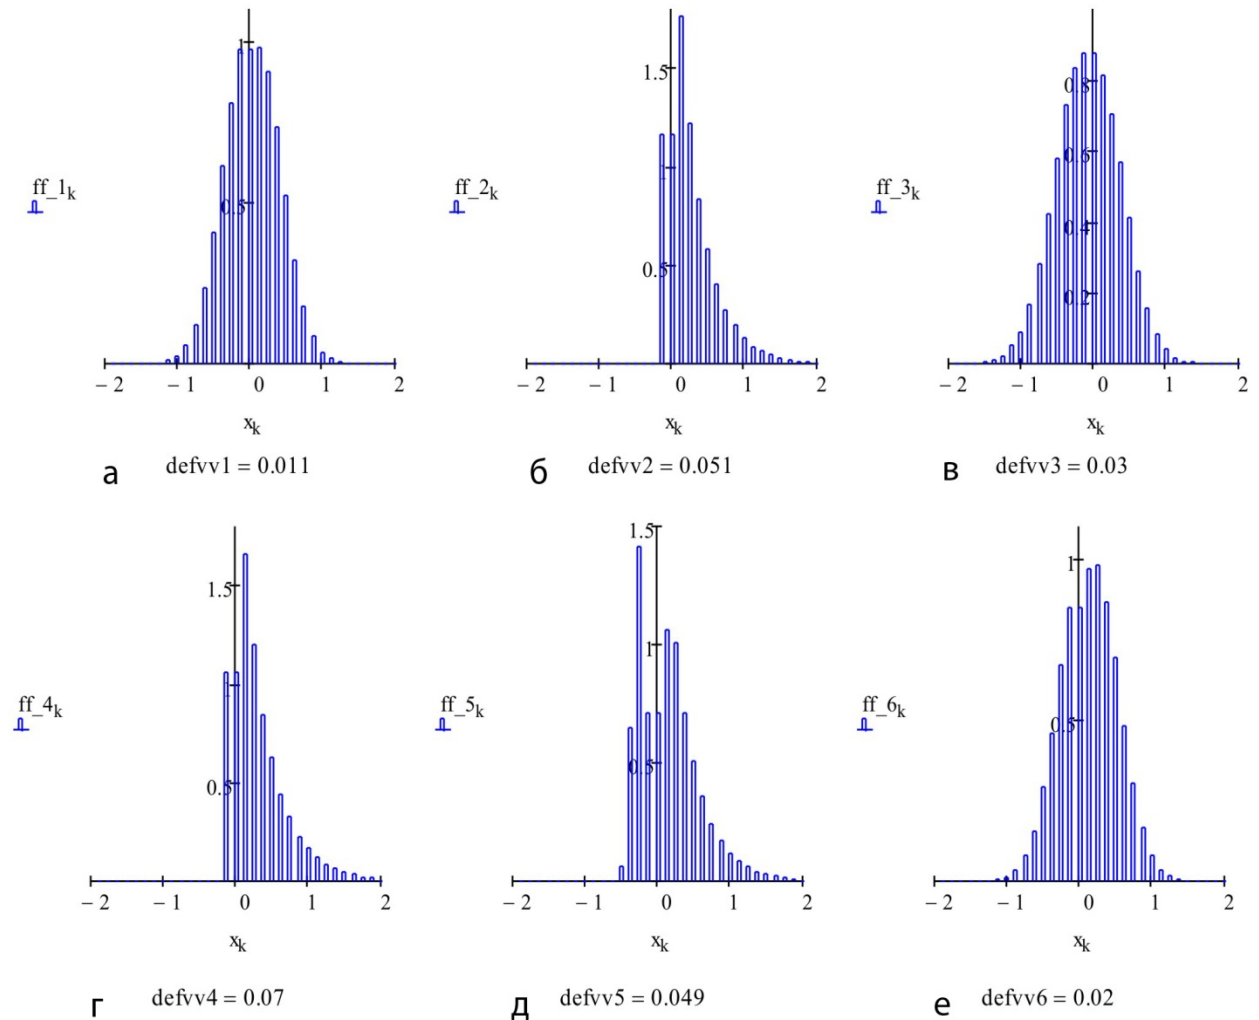 1
ff_1k
0.5
− 2 − 1 0 1 2
xk
а defvv1 = 0.011
1.5
ff_2k
1
0.5
− 2 − 1 0 1 2
xk
б defvv2 = 0.051
0.8
ff_3k
0.6
0.4
0.2
− 2 − 1 0 1 2
xk
в defvv3 = 0.03
1.5
ff_4k
1
0.5
− 2 − 1 0 1 2
xk
г defvv4 = 0.07
1.5
ff_5k
1
0.5
− 2 − 1 0 1 2
xk
д defvv5 = 0.049
1
ff_6k
0.5
− 2 − 1 0 1 2
xk
е defvv6 = 0.02